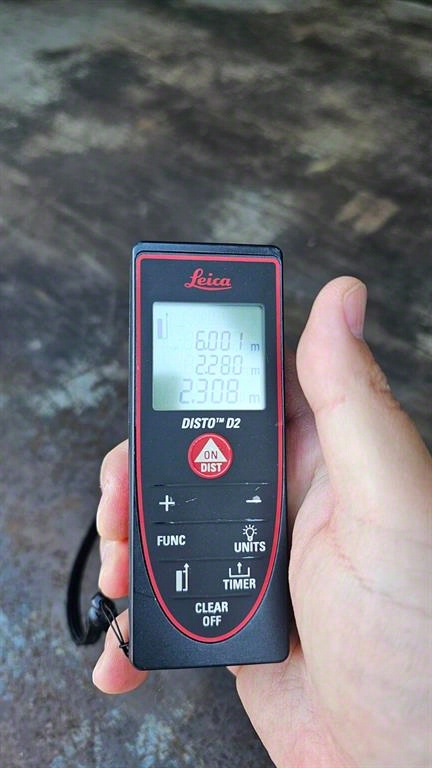 Leica
6.001 m
2.280 m
2.308 m
DISTO™ D2
ON
DIST
+ -
FUNC UNITS
TIMER
CLEAR
OFF